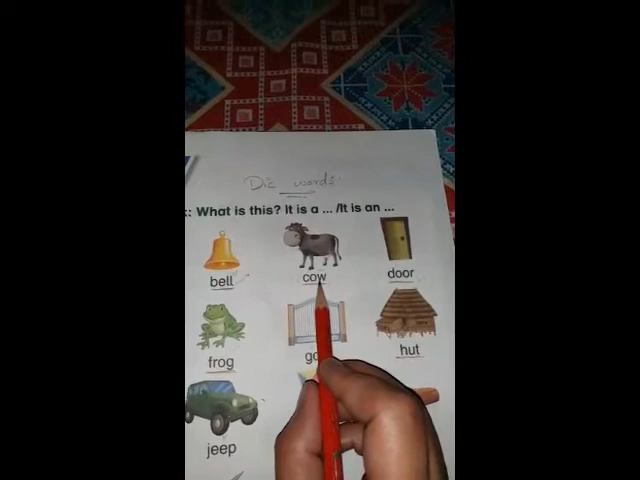 Dic words
: What is this? It is a ... /It is an ...
bell cow door
frog hut
jeep